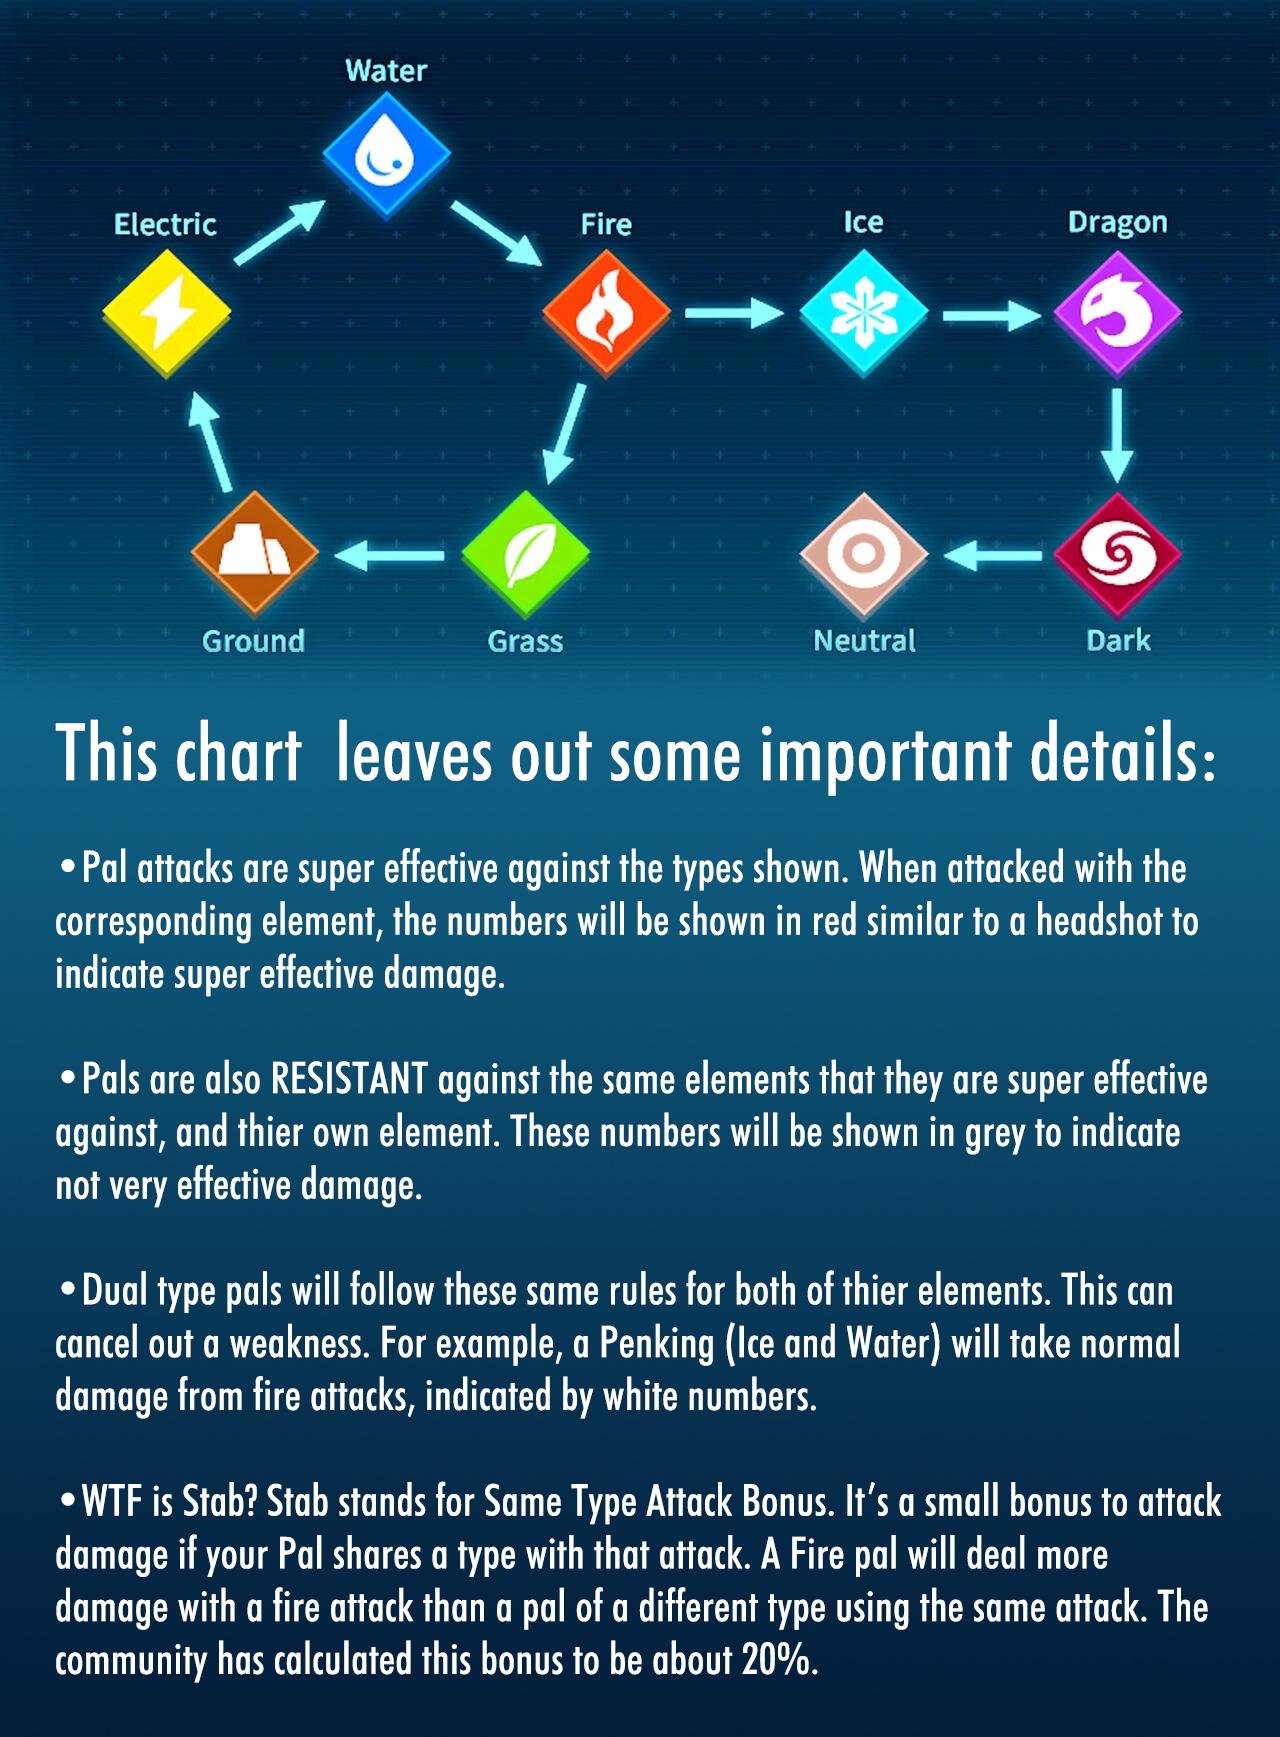 Water
Electric
Fire
Ice
Dragon
Ground
Grass
Neutral
Dark
This chart  leaves out some important details:
•Pal attacks are super effective against the types shown. When attacked with the
corresponding element, the numbers will be shown in red similar to a headshot to
indicate super effective damage.
•Pals are also RESISTANT against the same elements that they are super effective
against, and thier own element. These numbers will be shown in grey to indicate
not very effective damage.
•Dual type pals will follow these same rules for both of thier elements. This can
cancel out a weakness. For example, a Penking (Ice and Water) will take normal
damage from fire attacks, indicated by white numbers.
•WTF is Stab? Stab stands for Same Type Attack Bonus. It’s a small bonus to attack
damage if your Pal shares a type with that attack. A Fire pal will deal more
damage with a fire attack than a pal of a different type using the same attack. The
community has calculated this bonus to be about 20%.